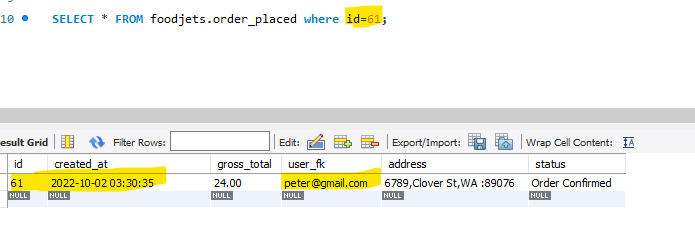 10 SELECT * FROM foodjets.order_placed where id=61;
esult Grid Filter Rows: Edit: Export/Import: Wrap Cell Content: IA
id created_at gross_total user_fk address status
61 2022-10-02 03:30:35 24.00 peter@gmail.com 6789,Clover St,WA :89076 Order Confirmed
NULL NULL NULL NULL NULL NULL